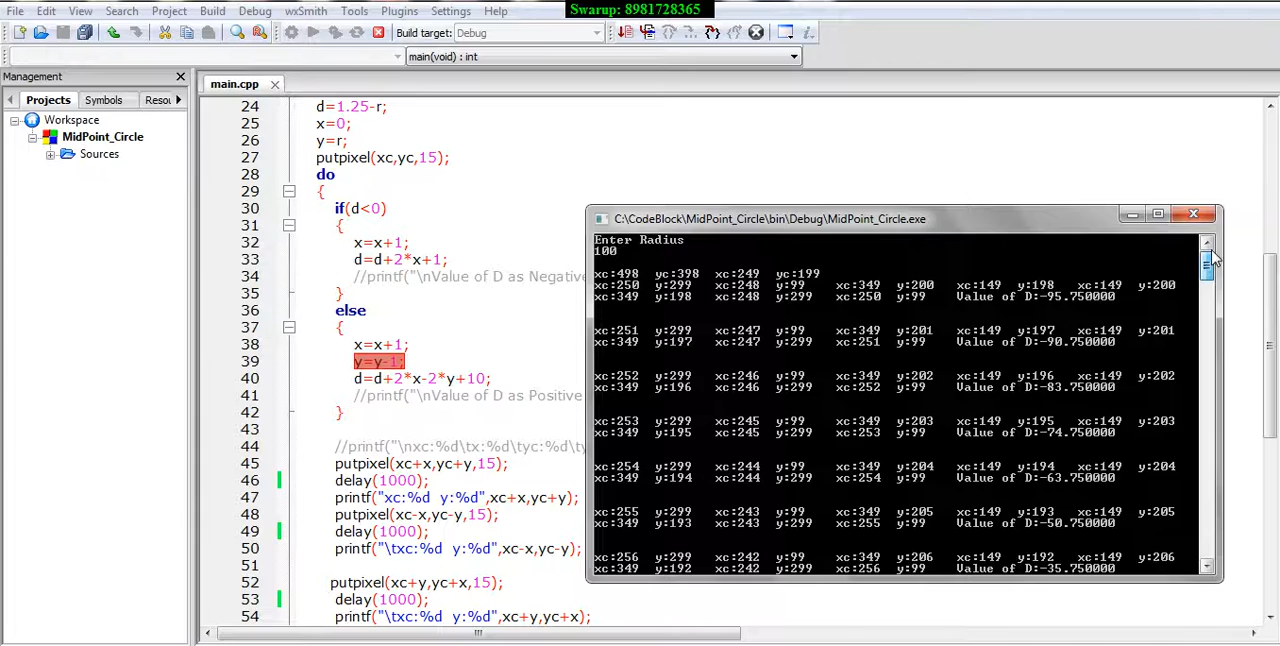 Swarup: 8981728365
File Edit View Search Project Build Debug wxSmith Tools Plugins Settings Help
Build target: Debug
main(void) : int
Management
main.cpp
Projects Symbols Resou
Workspace
MidPoint_Circle
Sources
24 d=1.25-r;
25 x=0;
26 y=r;
27 putpixel(xc,yc,15);
28 do
29 {
30 if(d<0)
31 {
32 x=x+1;
33 d=d+2*x+1;
34 //printf("\nValue of D as Negative
35 }
36 else
37 {
38 x=x+1;
39 y=y-1;
40 d=d+2*x-2*y+10;
41 //printf("\nValue of D as Positive
42 }
43
44 //printf("\nxc:%d\tx:%d\tyc:%d\ty
45 putpixel(xc+x,yc+y,15);
46 delay(1000);
47 printf("xc:%d y:%d",xc+x,yc+y);
48 putpixel(xc-x,yc-y,15);
49 delay(1000);
50 printf("\txc:%d y:%d",xc-x,yc-y);
51
52 putpixel(xc+y,yc+x,15);
53 delay(1000);
54 printf("\txc:%d y:%d",xc+y,yc+x);
C:\CodeBlock\MidPoint_Circle\bin\Debug\MidPoint_Circle.exe
Enter Radius
100
xc:498 yc:398 xc:249 yc:199
xc:250 y:299 xc:248 y:99 xc:349 y:200 xc:149 y:198 xc:149 y:200
xc:349 y:198 xc:248 y:299 xc:250 y:99 Value of D:-95.750000
xc:251 y:299 xc:247 y:99 xc:349 y:201 xc:149 y:197 xc:149 y:201
xc:349 y:197 xc:247 y:299 xc:251 y:99 Value of D:-90.750000
xc:252 y:299 xc:246 y:99 xc:349 y:202 xc:149 y:196 xc:149 y:202
xc:349 y:196 xc:246 y:299 xc:252 y:99 Value of D:-83.750000
xc:253 y:299 xc:245 y:99 xc:349 y:203 xc:149 y:195 xc:149 y:203
xc:349 y:195 xc:245 y:299 xc:253 y:99 Value of D:-74.750000
xc:254 y:299 xc:244 y:99 xc:349 y:204 xc:149 y:194 xc:149 y:204
xc:349 y:194 xc:244 y:299 xc:254 y:99 Value of D:-63.750000
xc:255 y:299 xc:243 y:99 xc:349 y:205 xc:149 y:193 xc:149 y:205
xc:349 y:193 xc:243 y:299 xc:255 y:99 Value of D:-50.750000
xc:256 y:299 xc:242 y:99 xc:349 y:206 xc:149 y:192 xc:149 y:206
xc:349 y:192 xc:242 y:299 xc:256 y:99 Value of D:-35.750000